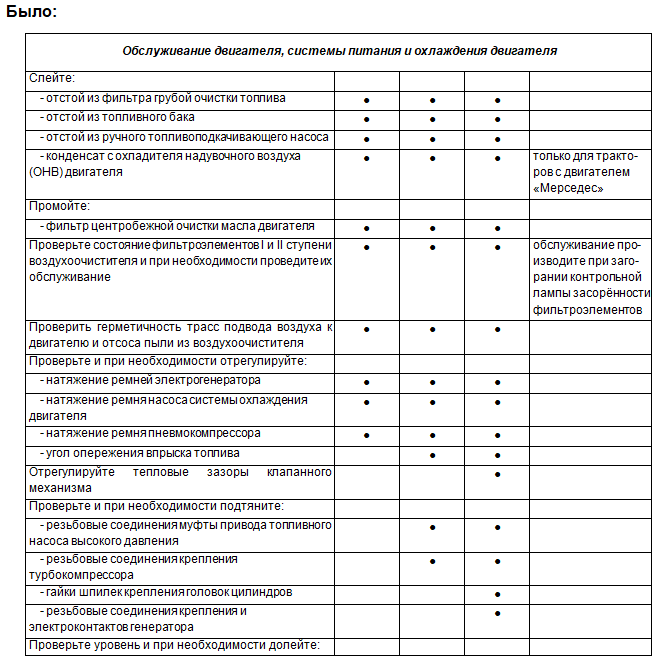 Было:
Обслуживание двигателя, системы питания и охлаждения двигателя
Слейте:
- отстой из фильтра грубой очистки топлива ● ● ●
- отстой из топливного бака ● ● ●
- отстой из ручного топливоподкачивающего насоса ● ● ●
- конденсат с охладителя надувочного воздуха ● ● ● только для тракто-
(ОНВ) двигателя ров с двигателем
«Мерседес»
Промойте:
- фильтр центробежной очистки масла двигателя ● ● ●
Проверьте состояние фильтроэлементов I и II ступени ● ● ● обслуживание про-
воздухоочистителя и при необходимости проведите их изводите при заго-
обслуживание рании контрольной
лампы засорённости
фильтроэлементов
Проверить герметичность трасс подвода воздуха к ● ● ●
двигателю и отсоса пыли из воздухоочистителя
Проверьте и при необходимости отрегулируйте:
- натяжение ремней электрогенератора ● ● ●
- натяжение ремня насоса системы охлаждения ● ● ●
двигателя
- натяжение ремня пневмокомпрессора ● ● ●
- угол опережения впрыска топлива ● ●
Отрегулируйте тепловые зазоры клапанного ●
механизма
Проверьте и при необходимости подтяните:
- резьбовые соединения муфты привода топливного ● ●
насоса высокого давления
- резьбовые соединения крепления ● ●
турбокомпрессора
- гайки шпилек крепления головок цилиндров ●
- резьбовые соединения крепления и ●
электроконтактов генератора
Проверьте уровень и при необходимости долейте: